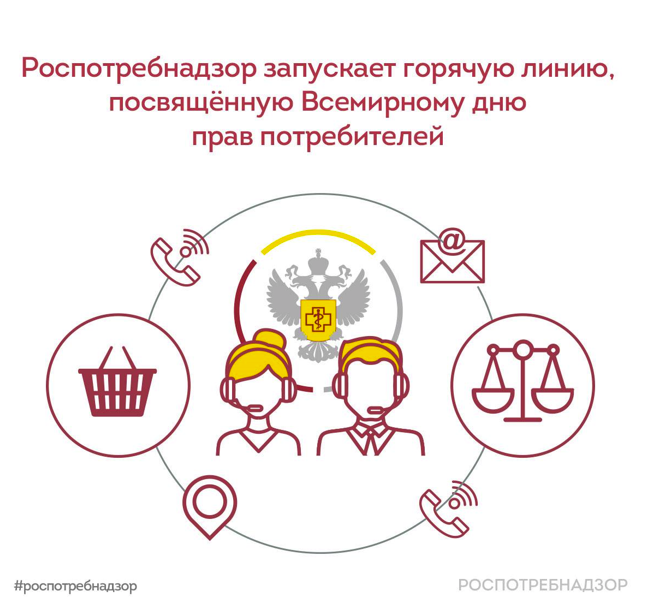 Роспотребнадзор запускает горячую линию,
посвящённую Всемирному дню
прав потребителей
@
#роспотребнадзор
РОСПОТРЕБНАДЗОР